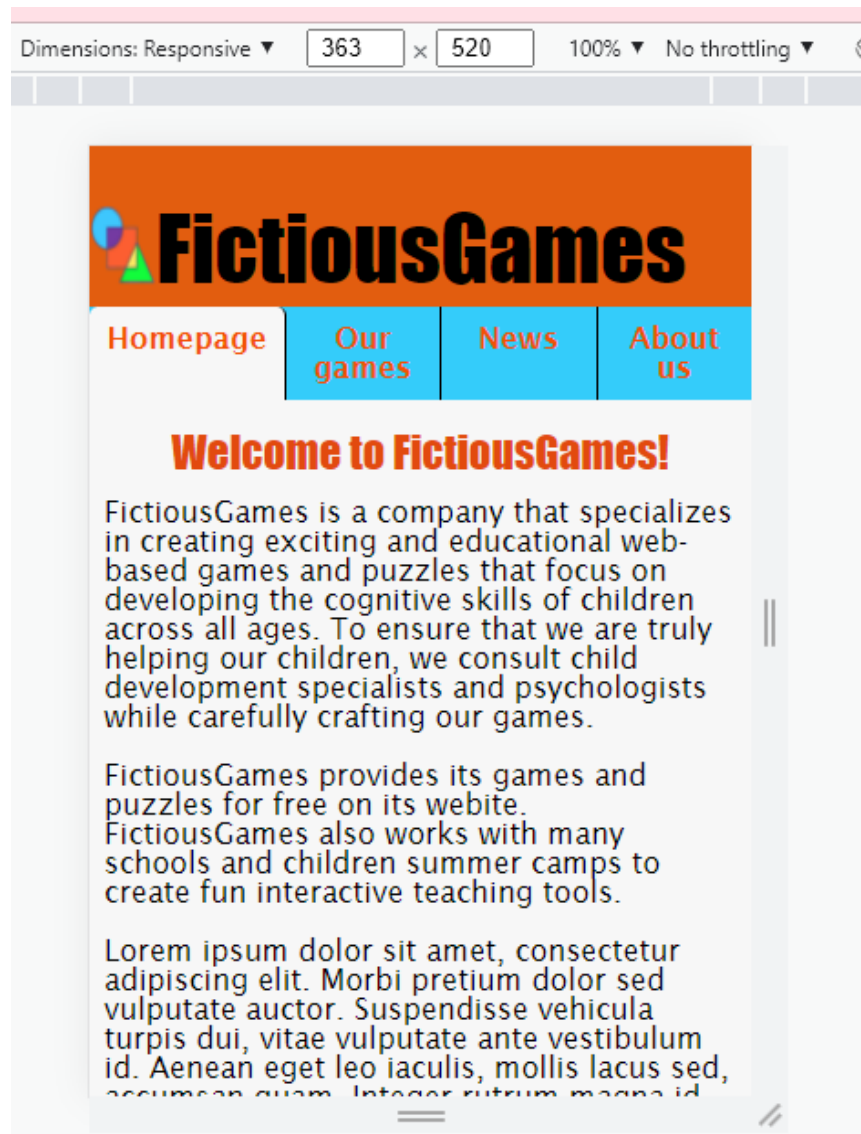 Dimensions: Responsive ▼ 363 × 520 100% ▼ No throttling ▼
FictiousGames
Homepage Our games News About us
Welcome to FictiousGames!
FictiousGames is a company that specializes
in creating exciting and educational web-
based games and puzzles that focus on
developing the cognitive skills of children
across all ages. To ensure that we are truly
helping our children, we consult child
development specialists and psychologists
while carefully crafting our games.
FictiousGames provides its games and
puzzles for free on its webite.
FictiousGames also works with many
schools and children summer camps to
create fun interactive teaching tools.
Lorem ipsum dolor sit amet, consectetur
adipiscing elit. Morbi pretium dolor sed
vulputate auctor. Suspendisse vehicula
turpis dui, vitae vulputate ante vestibulum
id. Aenean eget leo iaculis, mollis lacus sed,
accumsan quam. Integer rutrum magna id